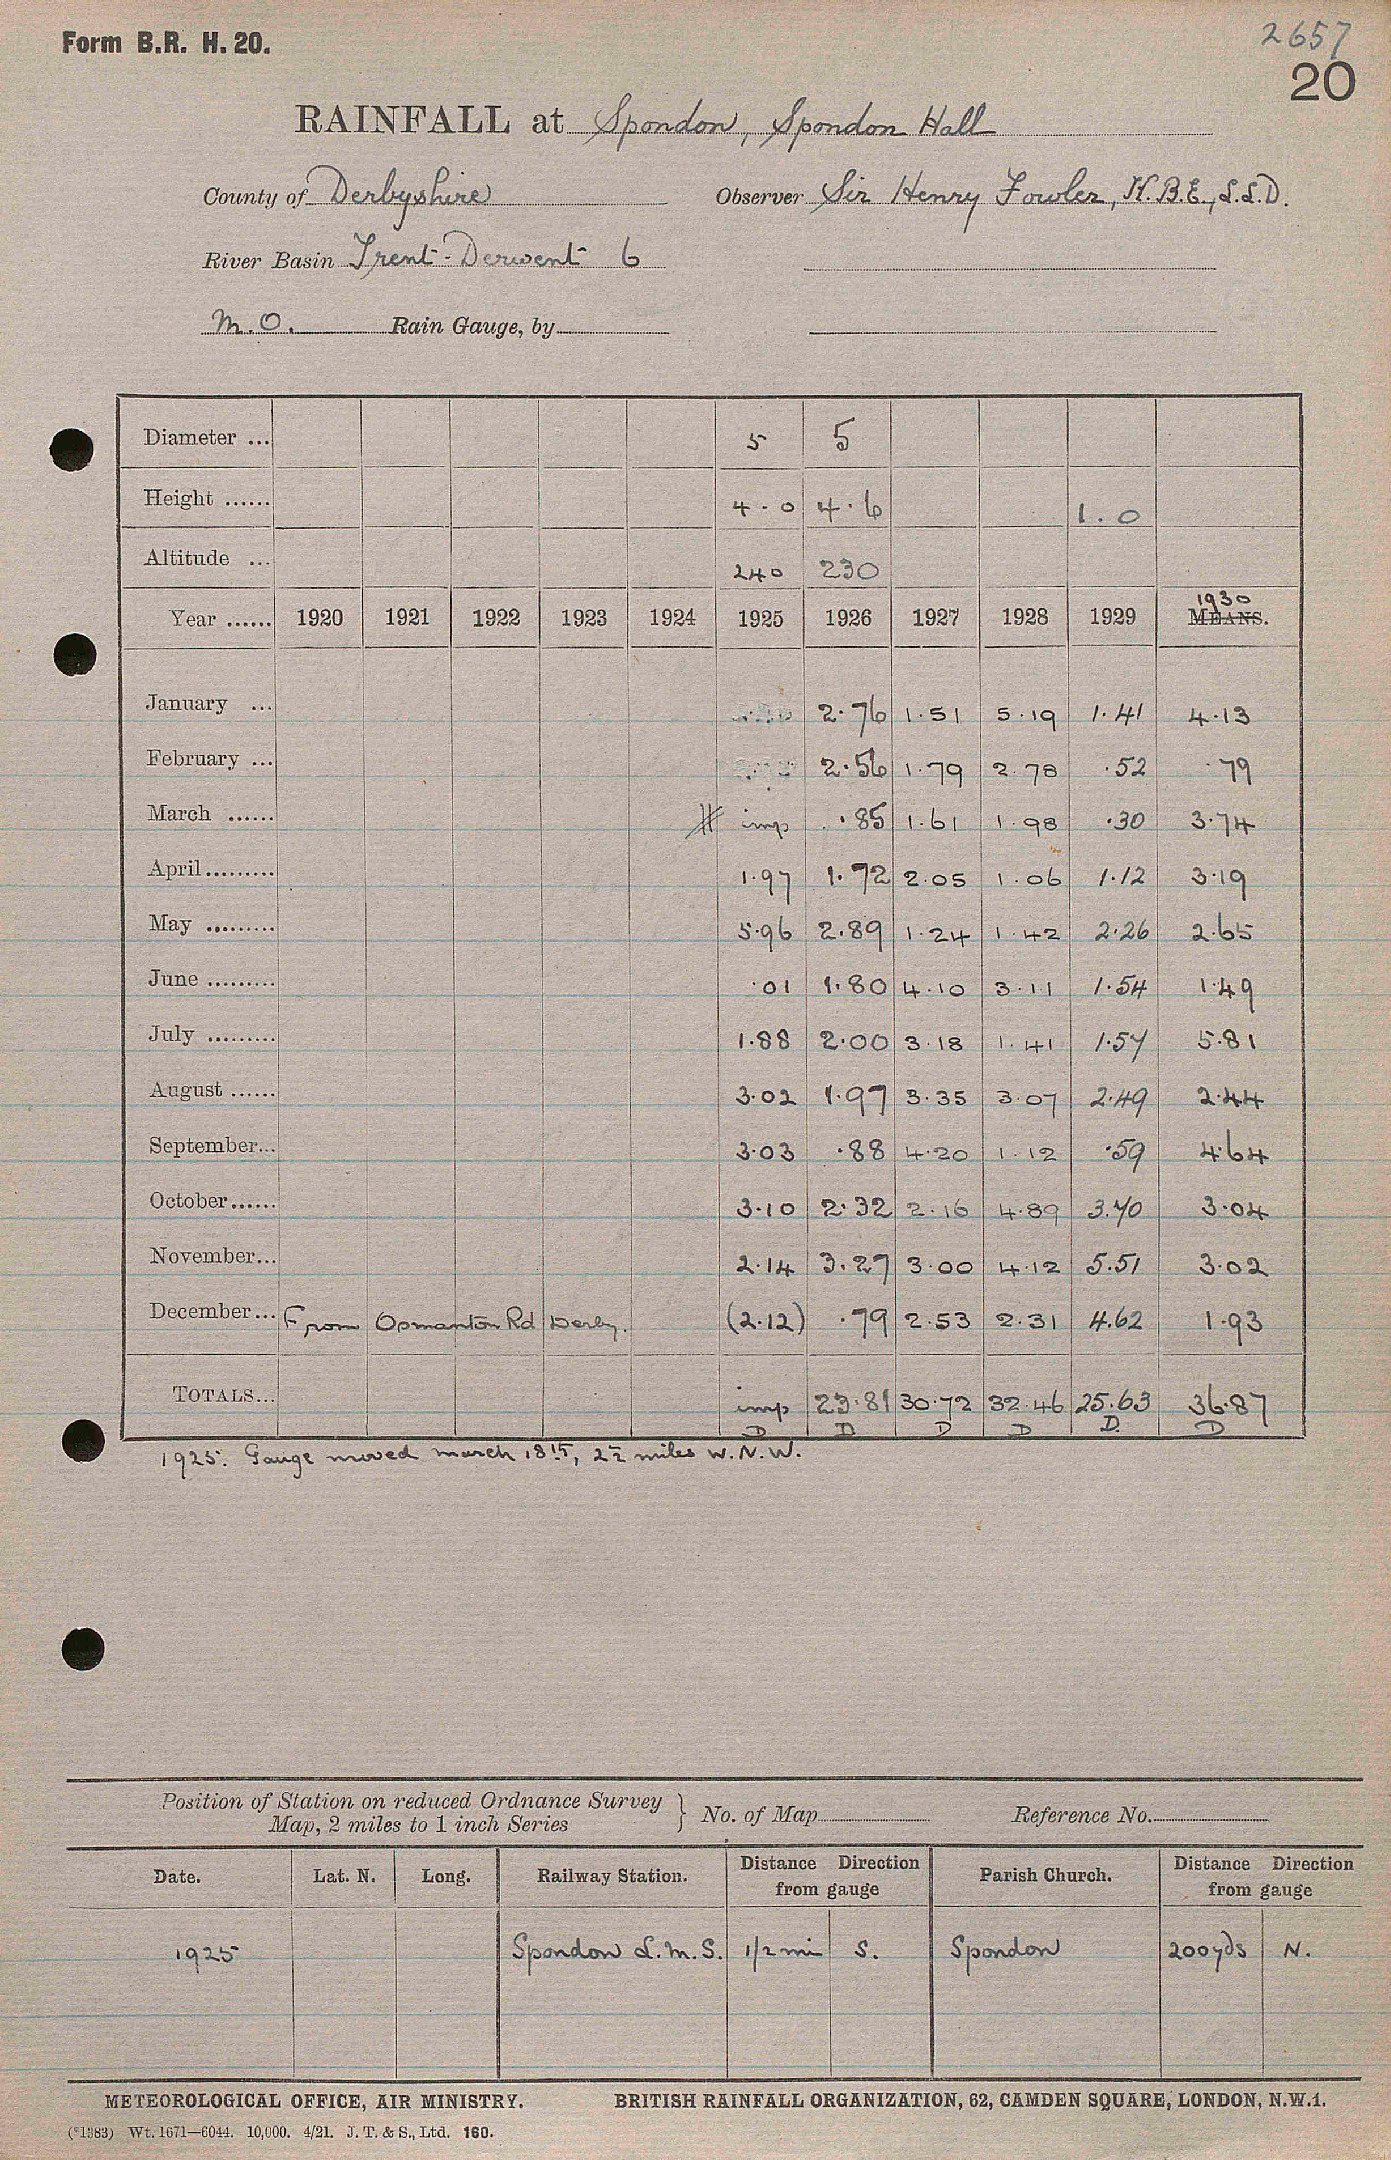 Form B.R. H. 20.
2657
20
RAINFALL at Spondon, Spondon Hall
County of Derbyshire Observer Sir Henry Fowler, K.B.E., L.L.D.
River Basin Trent-Derwent 6
M.O. Rain Gauge, by
Diameter ... 5 5
Height ...... 4.0 4.6 1.0
Altitude ... 240 230
1930
Year ...... 1920 1921 1922 1923 1924 1925 1926 1927 1928 1929 MEANS.
January ... 2.76 1.51 5.19 1.41 4.13
February ... 2.56 1.79 2.78 .52 .79
March ...... imp .85 1.61 1.98 .30 3.74
April ......... 1.97 1.72 2.05 1.06 1.12 3.19
May ......... 5.96 2.89 1.24 1.42 2.26 2.65
June ......... .01 1.80 4.10 3.11 1.54 1.49
July ......... 1.88 2.00 3.18 1.41 1.57 5.81
August ...... 3.02 1.97 3.35 3.07 2.49 2.44
September... 3.03 .88 4.20 1.12 .59 4.64
October...... 3.10 2.32 2.16 4.89 3.70 3.04
November... 2.14 3.27 3.00 4.12 5.51 3.02
December... From Osmanton Rd Derby. (2.12) .79 2.53 2.31 4.62 1.93
TOTALS... imp 23.81 30.72 32.46 25.63 36.87
D D D D D. D
1925: Gauge moved march 18th, 2½ miles W.N.W.
Position of Station on reduced Ordnance Survey
Map, 2 miles to 1 inch Series } No. of Map Reference No.
Date. Lat. N. Long. Railway Station. Distance Direction from gauge Parish Church. Distance Direction from gauge
1925 Spondon L.M.S. 1/2 mi S. Spondon 200yds N.
METEOROLOGICAL OFFICE, AIR MINISTRY. BRITISH RAINFALL ORGANIZATION, 62, CAMDEN SQUARE, LONDON, N.W.1.
(*1383) Wt. 1671—6044. 10,000. 4/21. J. T. & S., Ltd. 160.